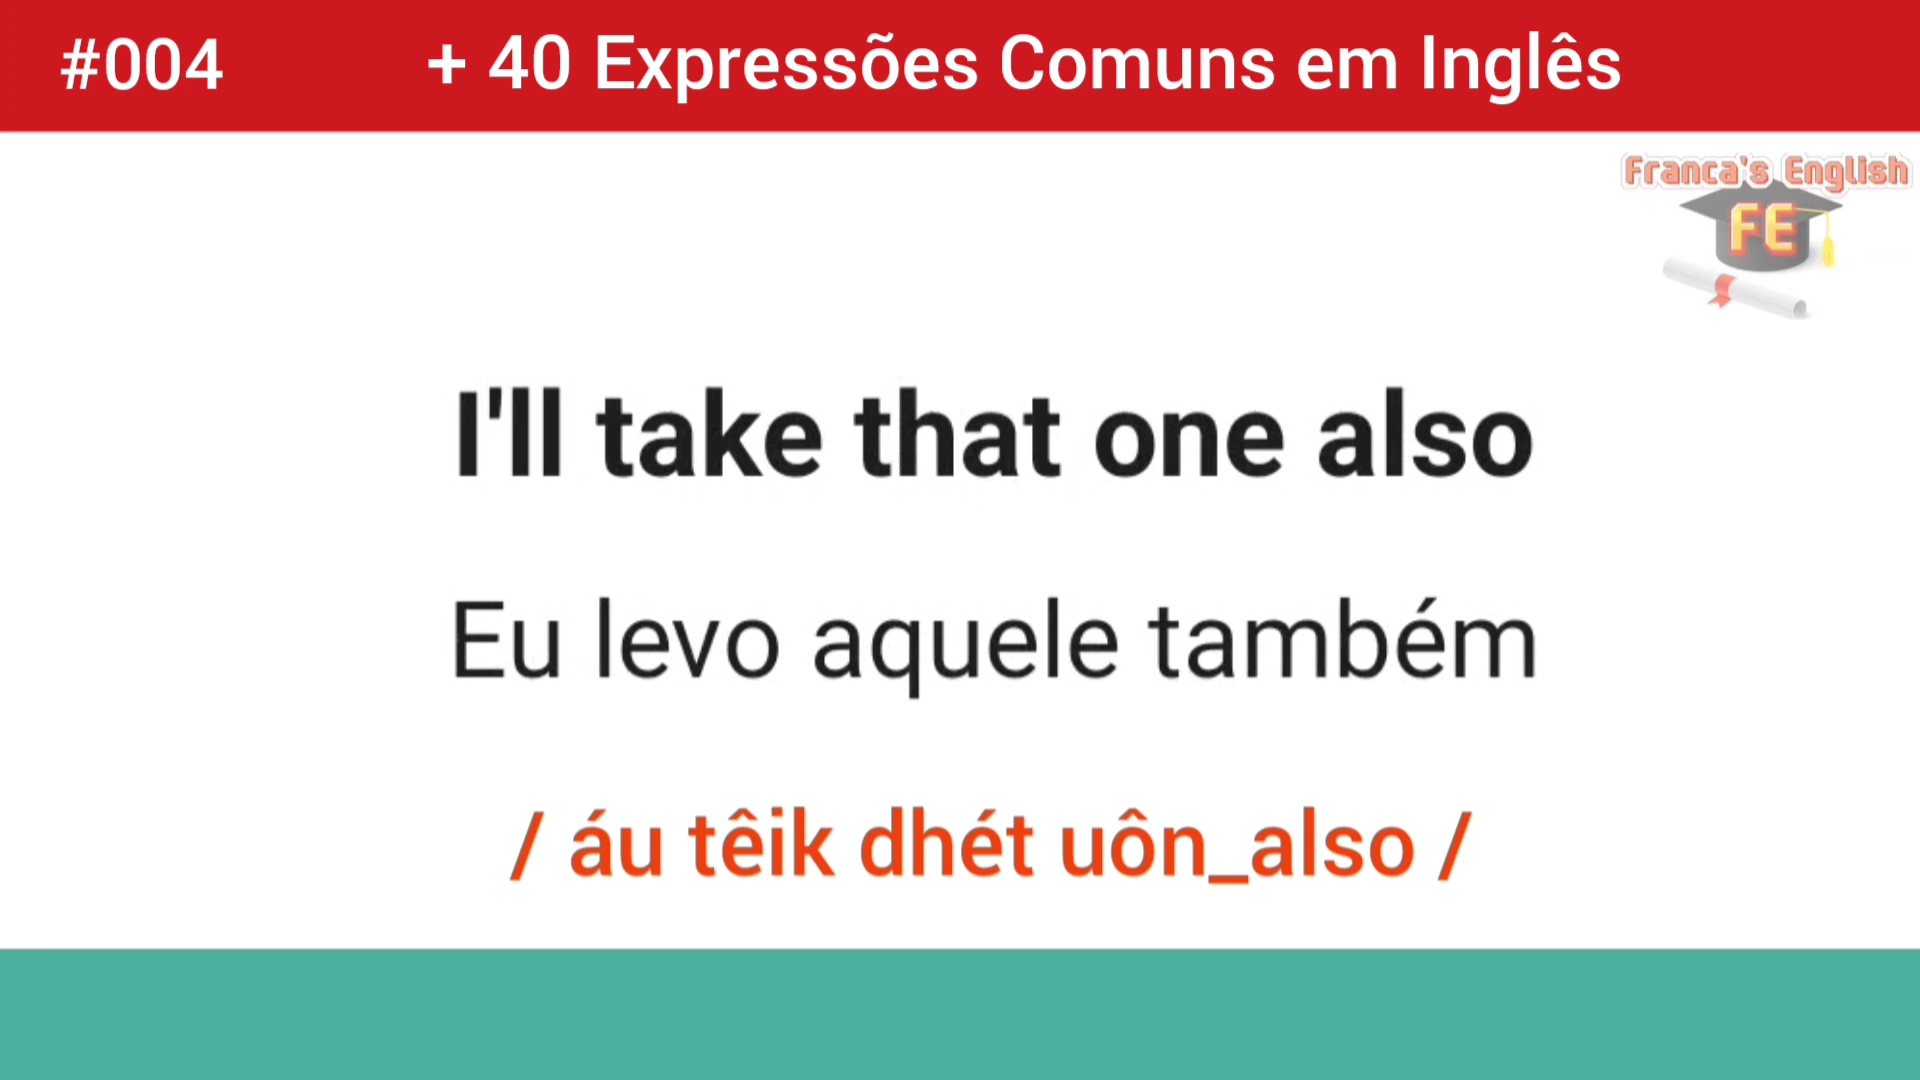 #004 + 40 Expressões Comuns em Inglês
Franca's English
FE
I'll take that one also
Eu levo aquele também
/ áu têik dhét uôn_also /